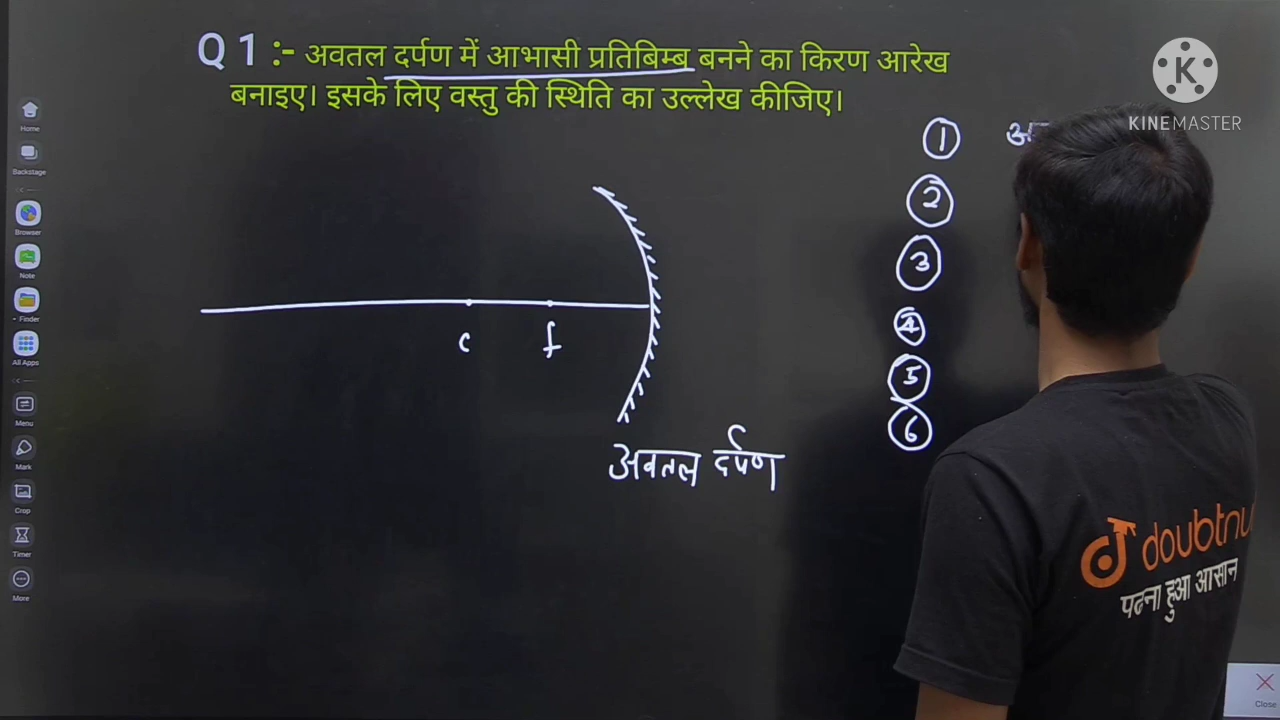 Q 1 :- अवतल दर्पण में आभासी प्रतिबिम्ब बनने का किरण आरेख
बनाइए। इसके लिए वस्तु की स्थिति का उल्लेख कीजिए।
KINEMASTER
1
2
3
4
5
6
c f
अवतल दर्पण
Home
Backstage
Browser
Note
Finder
All Apps
Menu
Mark
Crop
Timer
More
doubtnu
पढना हुआ आसान
Close